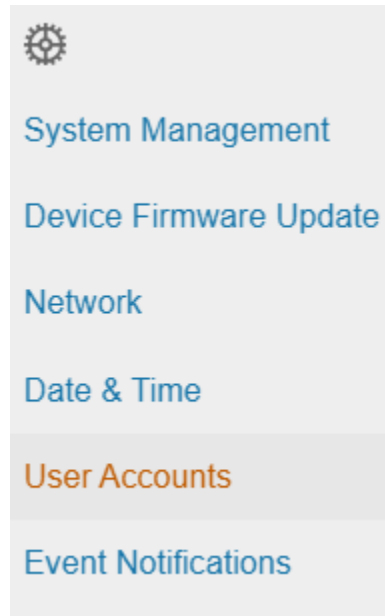 System Management
Device Firmware Update
Network
Date & Time
User Accounts
Event Notifications